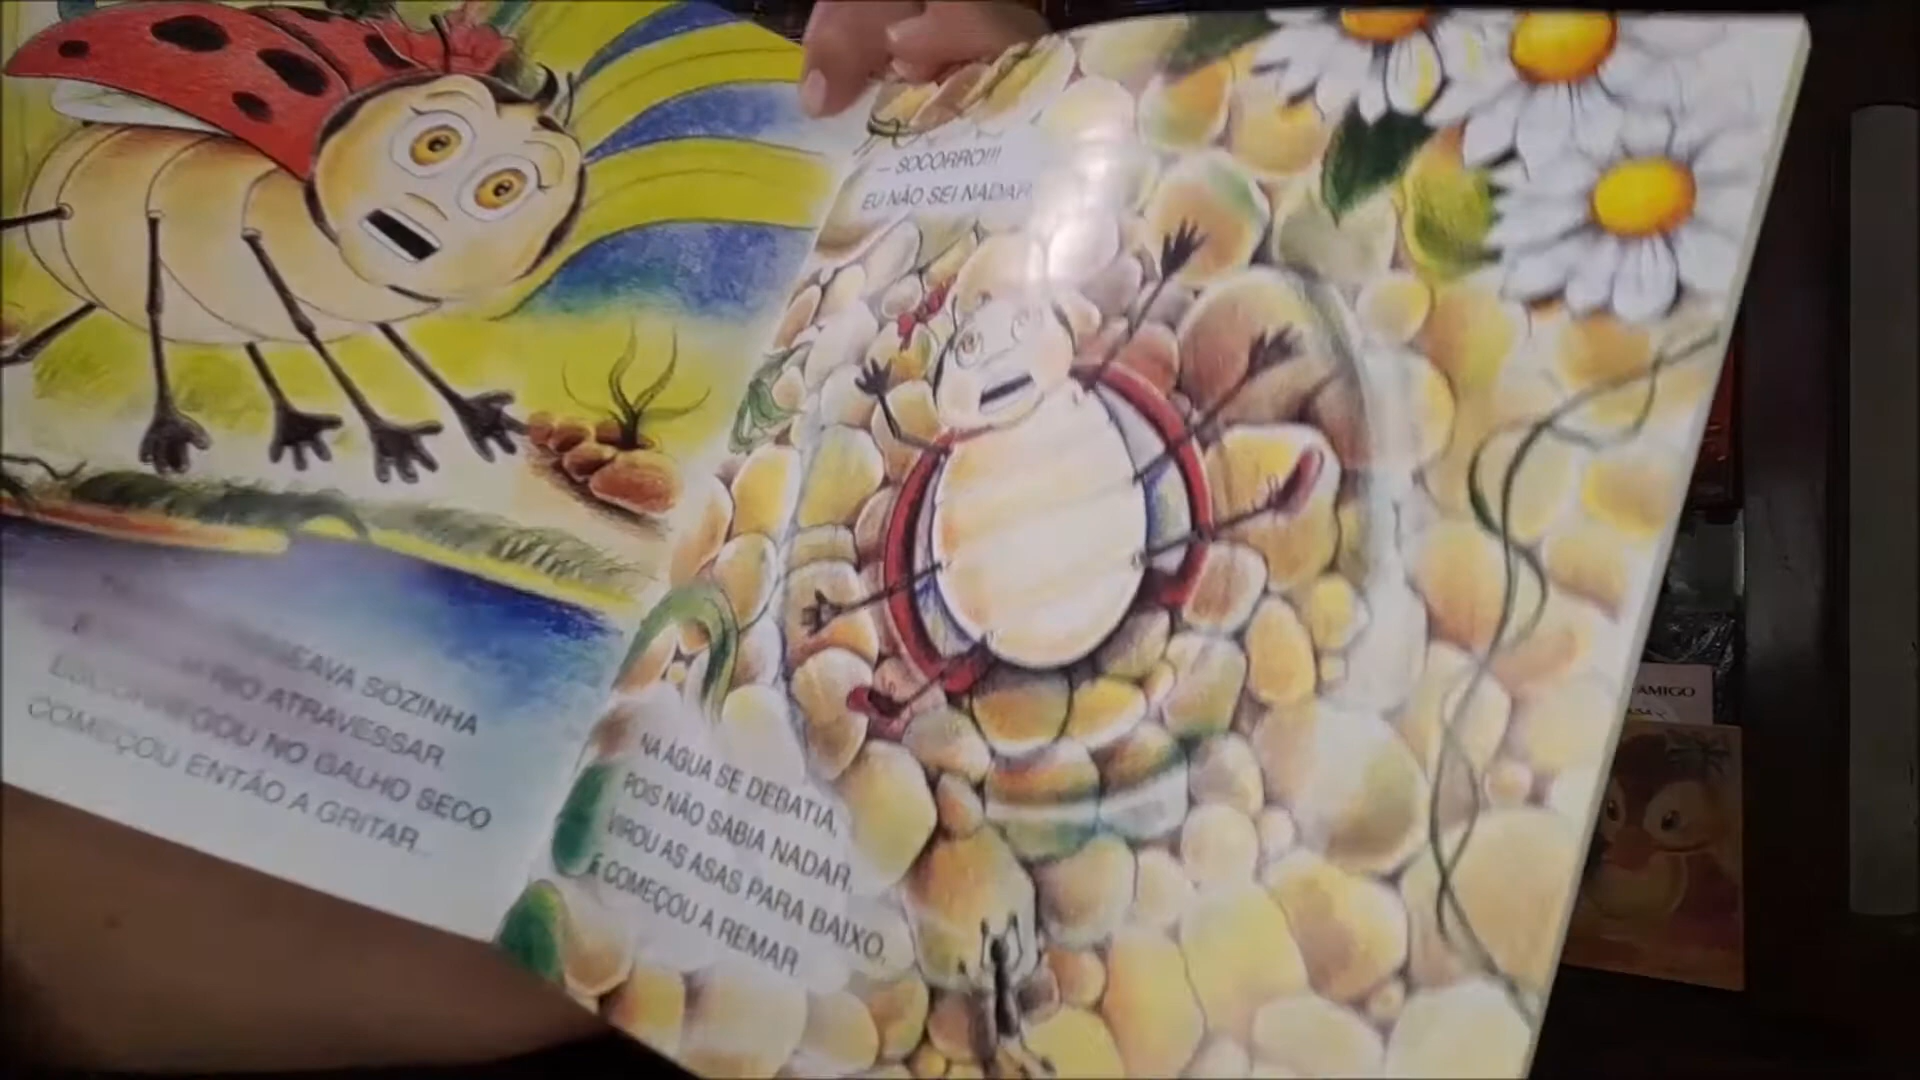 EAVA SOZINHA
RIO ATRAVESSAR
NO GALHO SECO
COMEÇOU ENTÃO A GRITAR...
– SOCORRO!!!
EU NÃO SEI NADAR
NA ÁGUA SE DEBATIA,
POIS NÃO SABIA NADAR,
VIROU AS ASAS PARA BAIXO,
E COMEÇOU A REMAR
AMIGO